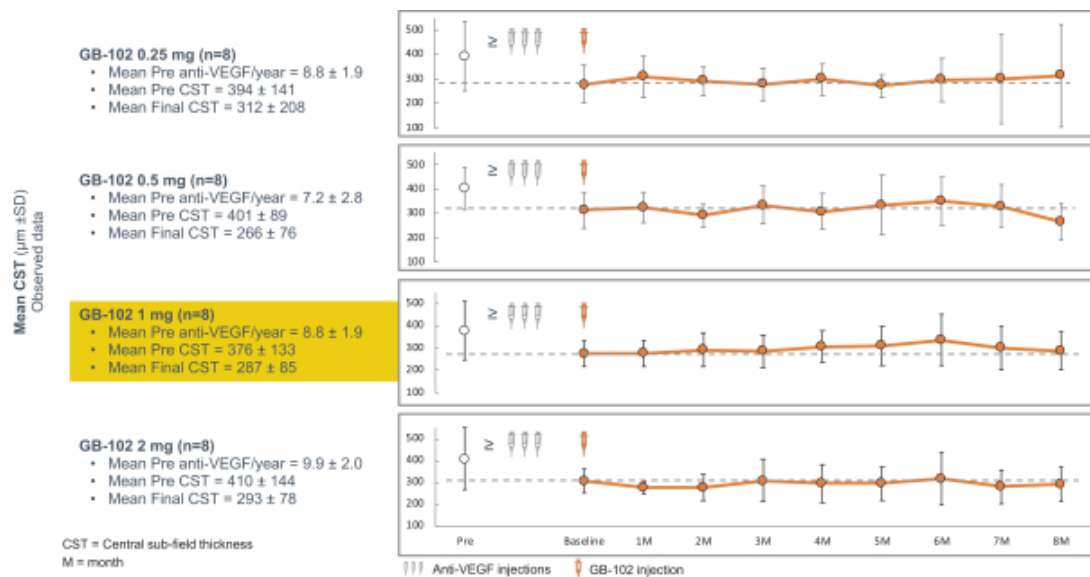 Mean CST (µm ±SD)
Observed data
GB-102 0.25 mg (n=8)
• Mean Pre anti-VEGF/year = 8.8 ± 1.9
• Mean Pre CST = 394 ± 141
• Mean Final CST = 312 ± 208
500
400
300
200
100
IV
GB-102 0.5 mg (n=8)
• Mean Pre anti-VEGF/year = 7.2 ± 2.8
• Mean Pre CST = 401 ± 89
• Mean Final CST = 266 ± 76
500
400
300
200
100
IV
GB-102 1 mg (n=8)
• Mean Pre anti-VEGF/year = 8.8 ± 1.9
• Mean Pre CST = 376 ± 133
• Mean Final CST = 287 ± 85
500
400
300
200
100
IV
GB-102 2 mg (n=8)
• Mean Pre anti-VEGF/year = 9.9 ± 2.0
• Mean Pre CST = 410 ± 144
• Mean Final CST = 293 ± 78
500
400
300
200
100
IV
Pre Baseline 1M 2M 3M 4M 5M 6M 7M 8M
CST = Central sub-field thickness
M = month
Anti-VEGF injections GB-102 injection